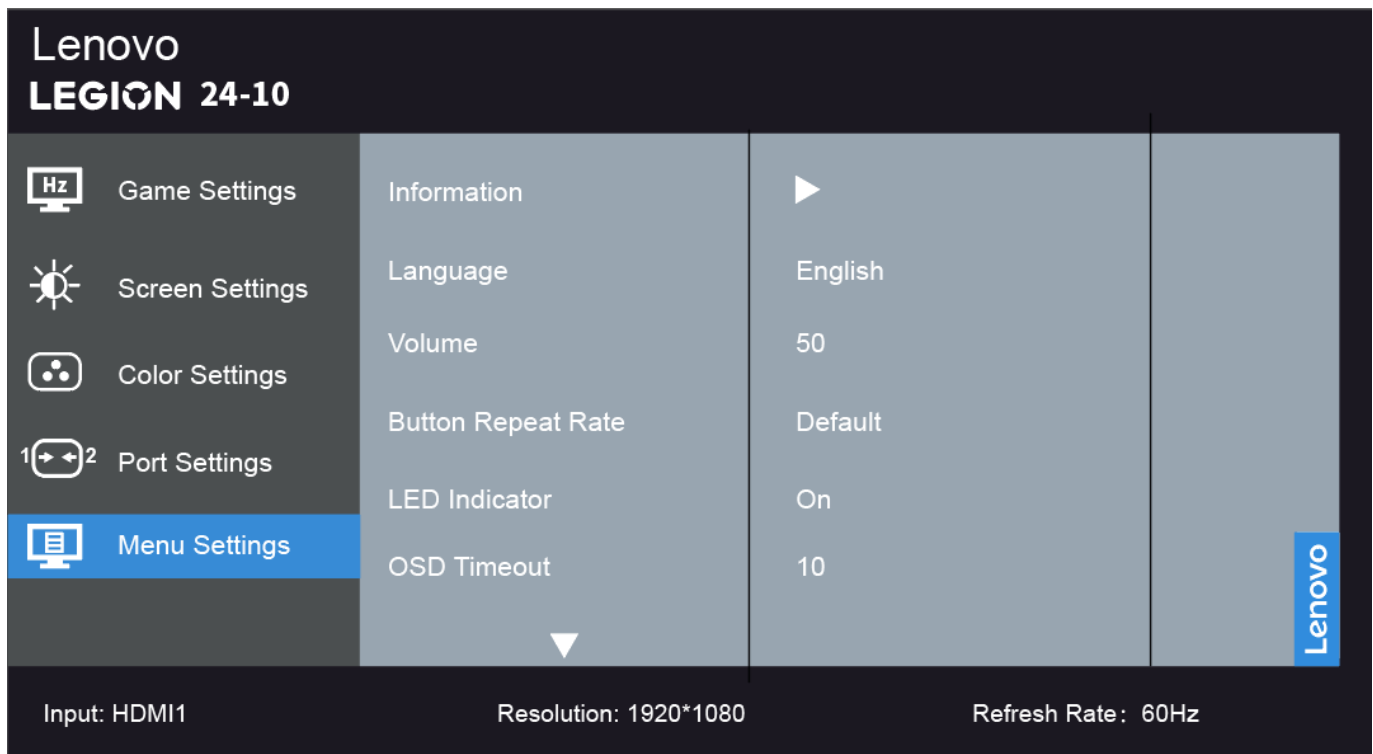 Lenovo
LEGION 24-10
Hz Game Settings
Screen Settings
Color Settings
1 2 Port Settings
Menu Settings
Information
Language English
Volume 50
Button Repeat Rate Default
LED Indicator On
OSD Timeout 10
Lenovo
Input: HDMI1 Resolution: 1920*1080 Refresh Rate：60Hz